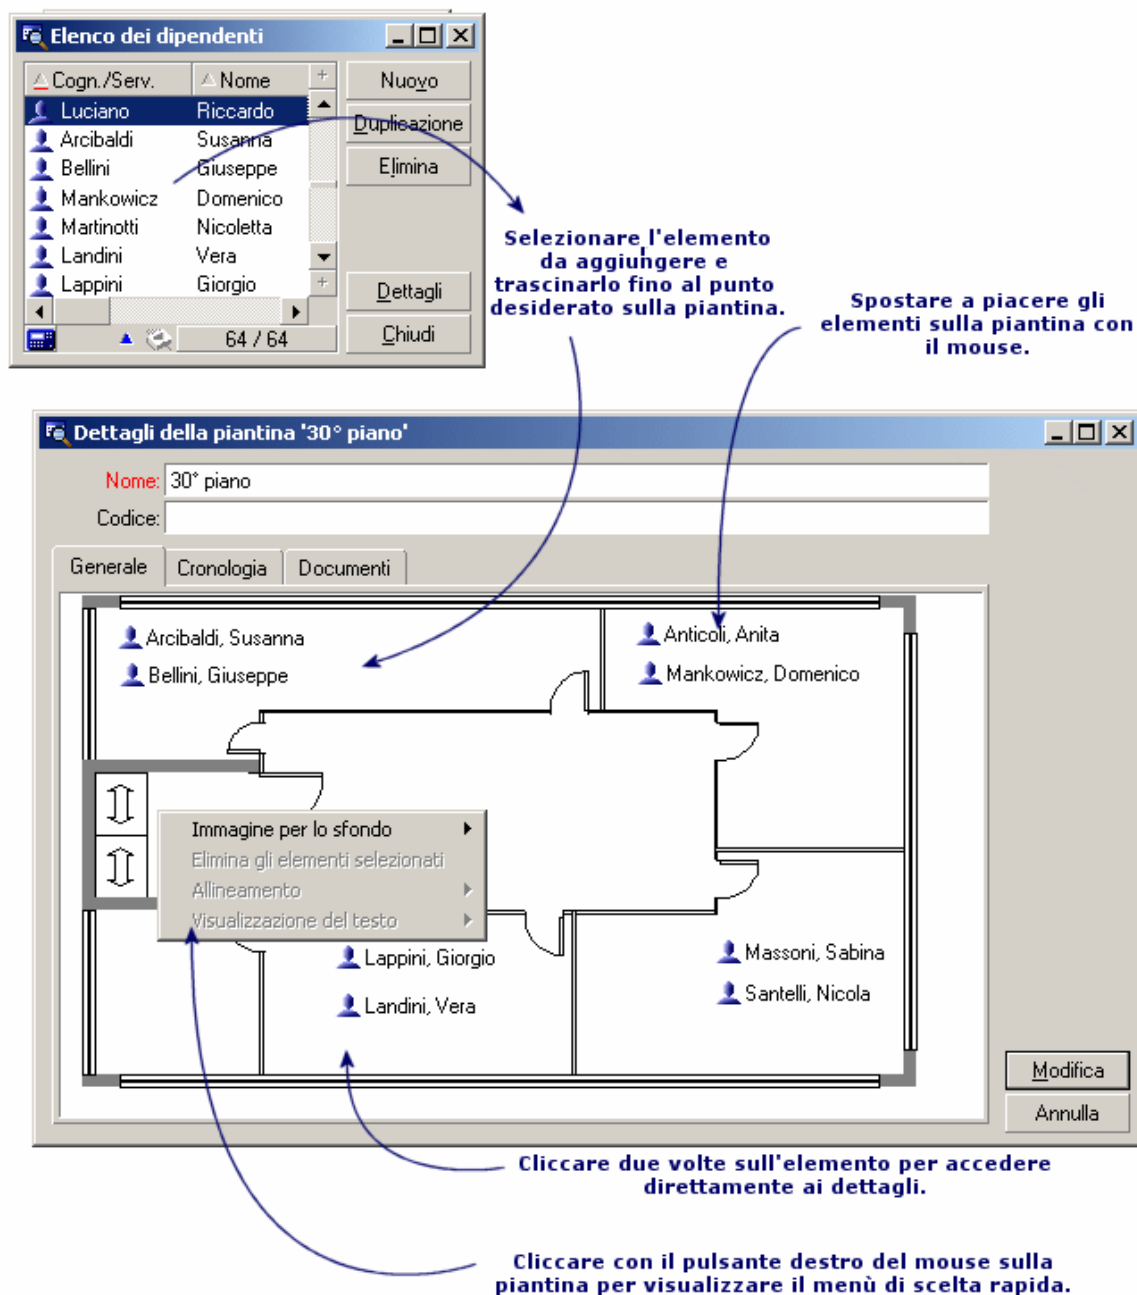 Elenco dei dipendenti
Cogn./Serv. Nome
Luciano Riccardo
Arcibaldi Susanna
Bellini Giuseppe
Mankowicz Domenico
Martinotti Nicoletta
Landini Vera
Lappini Giorgio
64 / 64
Nuovo
Duplicazione
Elimina
Dettagli
Chiudi
Selezionare l'elemento
da aggiungere e
trascinarlo fino al punto
desiderato sulla piantina.
Spostare a piacere gli
elementi sulla piantina con
il mouse.
Dettagli della piantina '30° piano'
Nome: 30° piano
Codice:
Generale Cronologia Documenti
Arcibaldi, Susanna
Bellini, Giuseppe
Anticoli, Anita
Mankowicz, Domenico
Immagine per lo sfondo
Elimina gli elementi selezionati
Allineamento
Visualizzazione del testo
Lappini, Giorgio
Landini, Vera
Massoni, Sabina
Santelli, Nicola
Modifica
Annulla
Cliccare due volte sull'elemento per accedere
direttamente ai dettagli.
Cliccare con il pulsante destro del mouse sulla
piantina per visualizzare il menù di scelta rapida.